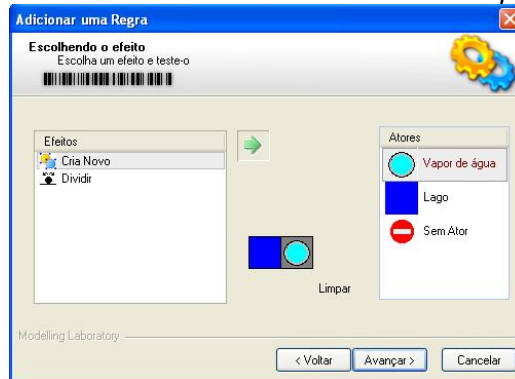 Adicionar uma Regra
Escolhendo o efeito
Escolha um efeito e teste-o
Efeitos
Cria Novo
Dividir
Atores
Vapor de água
Lago
Sem Ator
Limpar
Modelling Laboratory
< Voltar
Avançar >
Cancelar